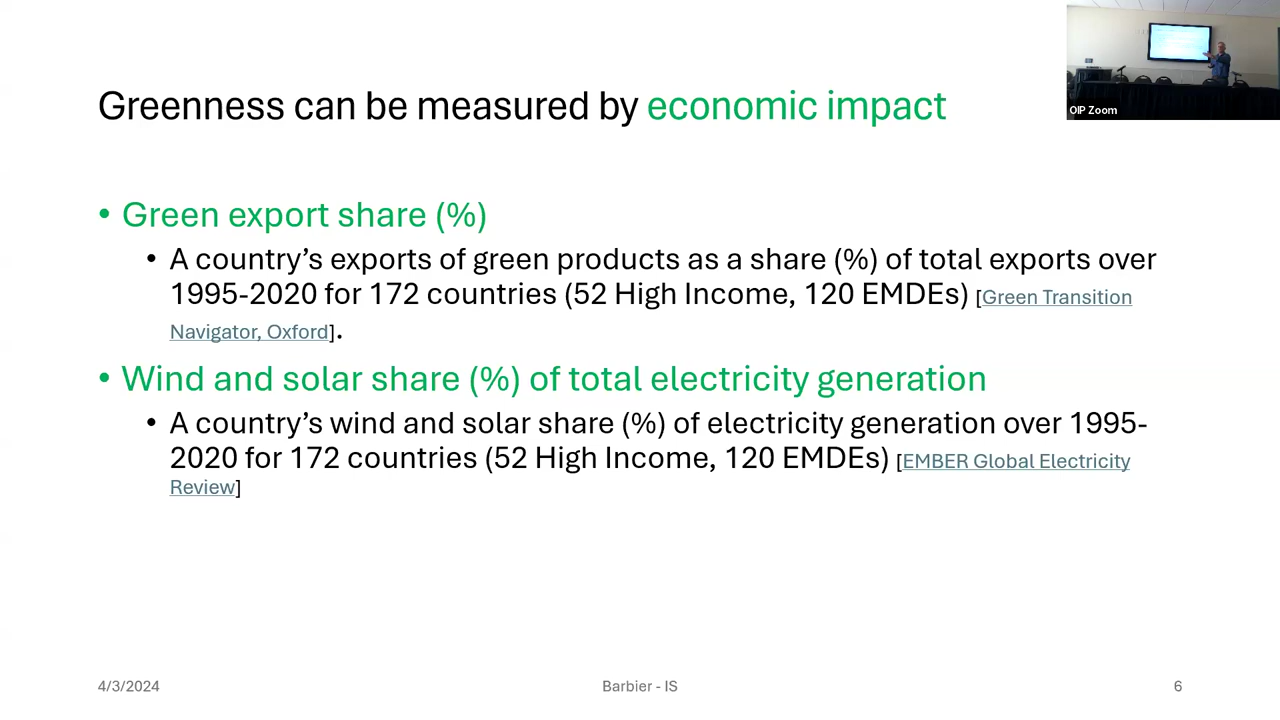 OIP Zoom
Greenness can be measured by economic impact
• Green export share (%)
• A country’s exports of green products as a share (%) of total exports over
1995-2020 for 172 countries (52 High Income, 120 EMDEs) [Green Transition
Navigator, Oxford].
• Wind and solar share (%) of total electricity generation
• A country’s wind and solar share (%) of electricity generation over 1995-
2020 for 172 countries (52 High Income, 120 EMDEs) [EMBER Global Electricity
Review]
4/3/2024
Barbier - IS
6